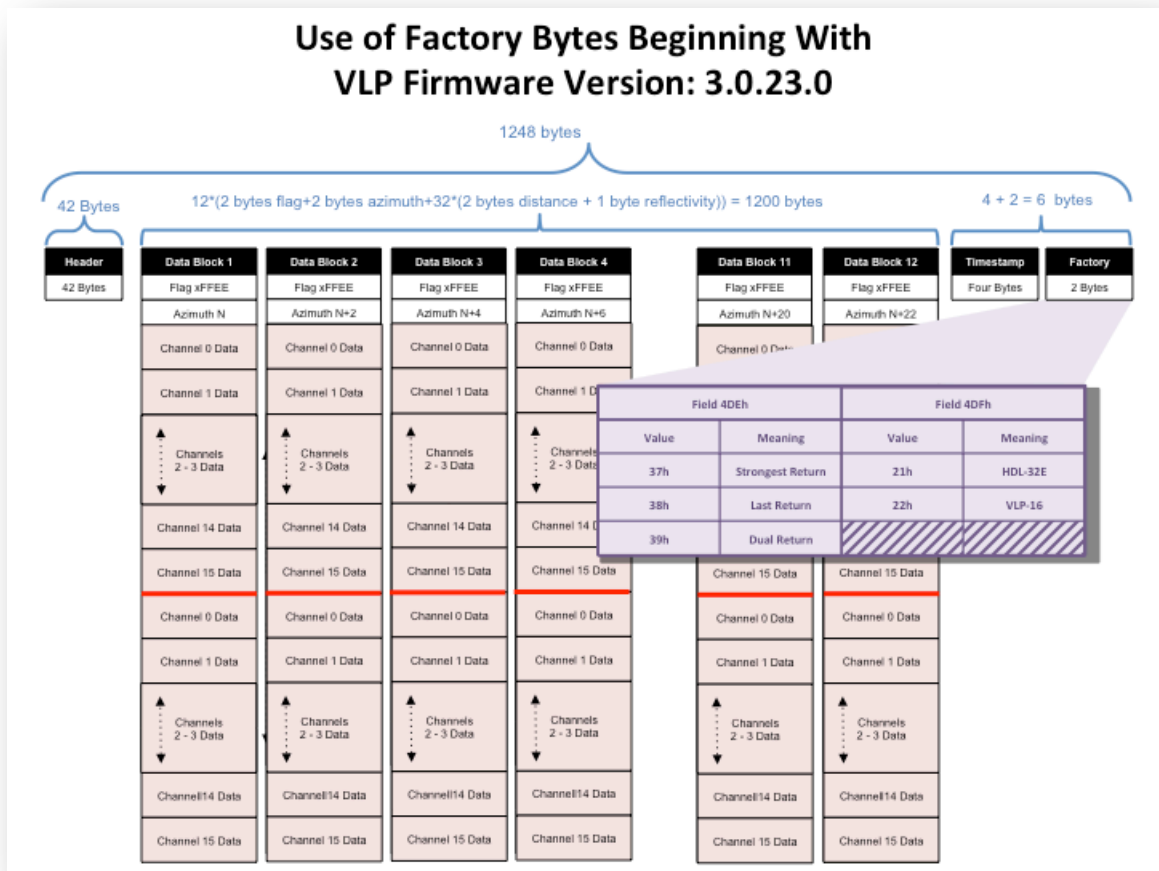 Use of Factory Bytes Beginning With
VLP Firmware Version: 3.0.23.0
1248 bytes
42 Bytes
12*(2 bytes flag+2 bytes azimuth+32*(2 bytes distance + 1 byte reflectivity)) = 1200 bytes
4 + 2 = 6 bytes
Header
42 Bytes
Data Block 1
Flag xFFEE
Azimuth N
Channel 0 Data
Channel 1 Data
Channels
2 - 3 Data
Channel 14 Data
Channel 15 Data
Channel 0 Data
Channel 1 Data
Channels
2 - 3 Data
Channell14 Data
Channel 15 Data
Data Block 2
Flag xFFEE
Azimuth N+2
Channel 0 Data
Channel 1 Data
Channels
2 - 3 Data
Channel 14 Data
Channel 15 Data
Channel 0 Data
Channel 1 Data
Channels
2 - 3 Data
Channell14 Data
Channel 15 Data
Data Block 3
Flag xFFEE
Azimuth N+4
Channel 0 Data
Channel 1 Data
Channels
2 - 3 Data
Channel 14 Data
Channel 15 Data
Channel 0 Data
Channel 1 Data
Channels
2 - 3 Data
Channell14 Data
Channel 15 Data
Data Block 4
Flag xFFEE
Azimuth N+6
Channel 0 Data
Channel 1
Channels
2 - 3
Channel 14
Channel 15 Data
Channel 0 Data
Channel 1 Data
Channels
2 - 3 Data
Channell14 Data
Channel 15 Data
Data Block 11
Flag xFFEE
Azimuth N+20
Channel 0
Channel 15 Data
Channel 0 Data
Channel 1 Data
Channels
2 - 3 Data
Channell14 Data
Channel 15 Data
Data Block 12
Flag xFFEE
Azimuth N+22
Channel 15 Data
Channel 0 Data
Channel 1 Data
Channels
2 - 3 Data
Channell14 Data
Channel 15 Data
Timestamp
Four Bytes
Factory
2 Bytes
Field 4DEh
Field 4DFh
Value Meaning Value Meaning
37h Strongest Return 21h HDL-32E
38h Last Return 22h VLP-16
39h Dual Return